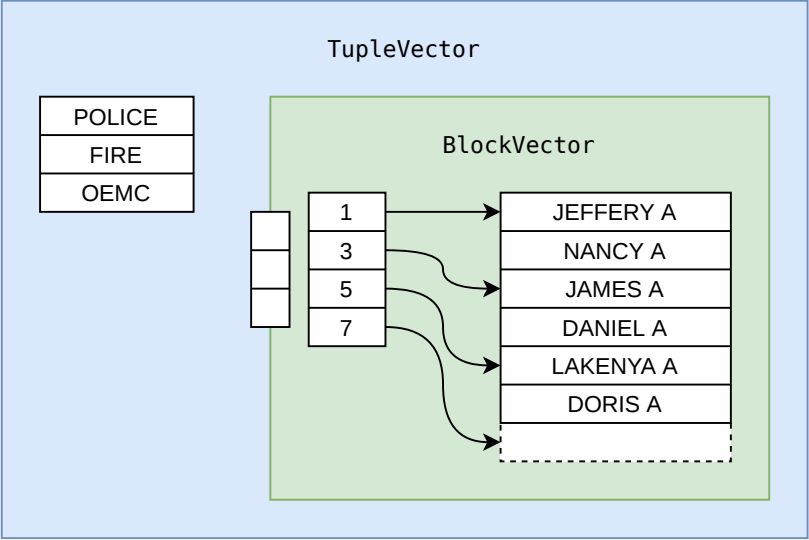 TupleVector
POLICE
FIRE
OEMC
BlockVector
1
3
5
7
JEFFERY A
NANCY A
JAMES A
DANIEL A
LAKENYA A
DORIS A